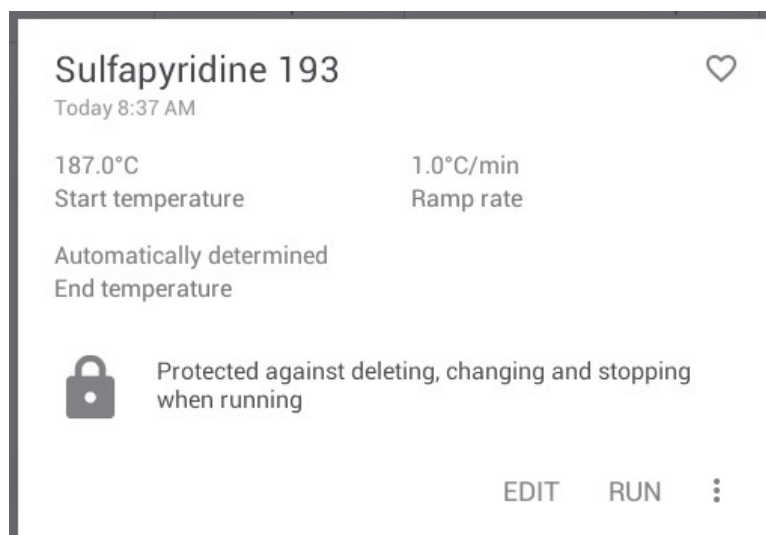 Sulfapyridine 193
Today 8:37 AM
187.0°C
Start temperature
1.0°C/min
Ramp rate
Automatically determined
End temperature
Protected against deleting, changing and stopping
when running
EDIT RUN